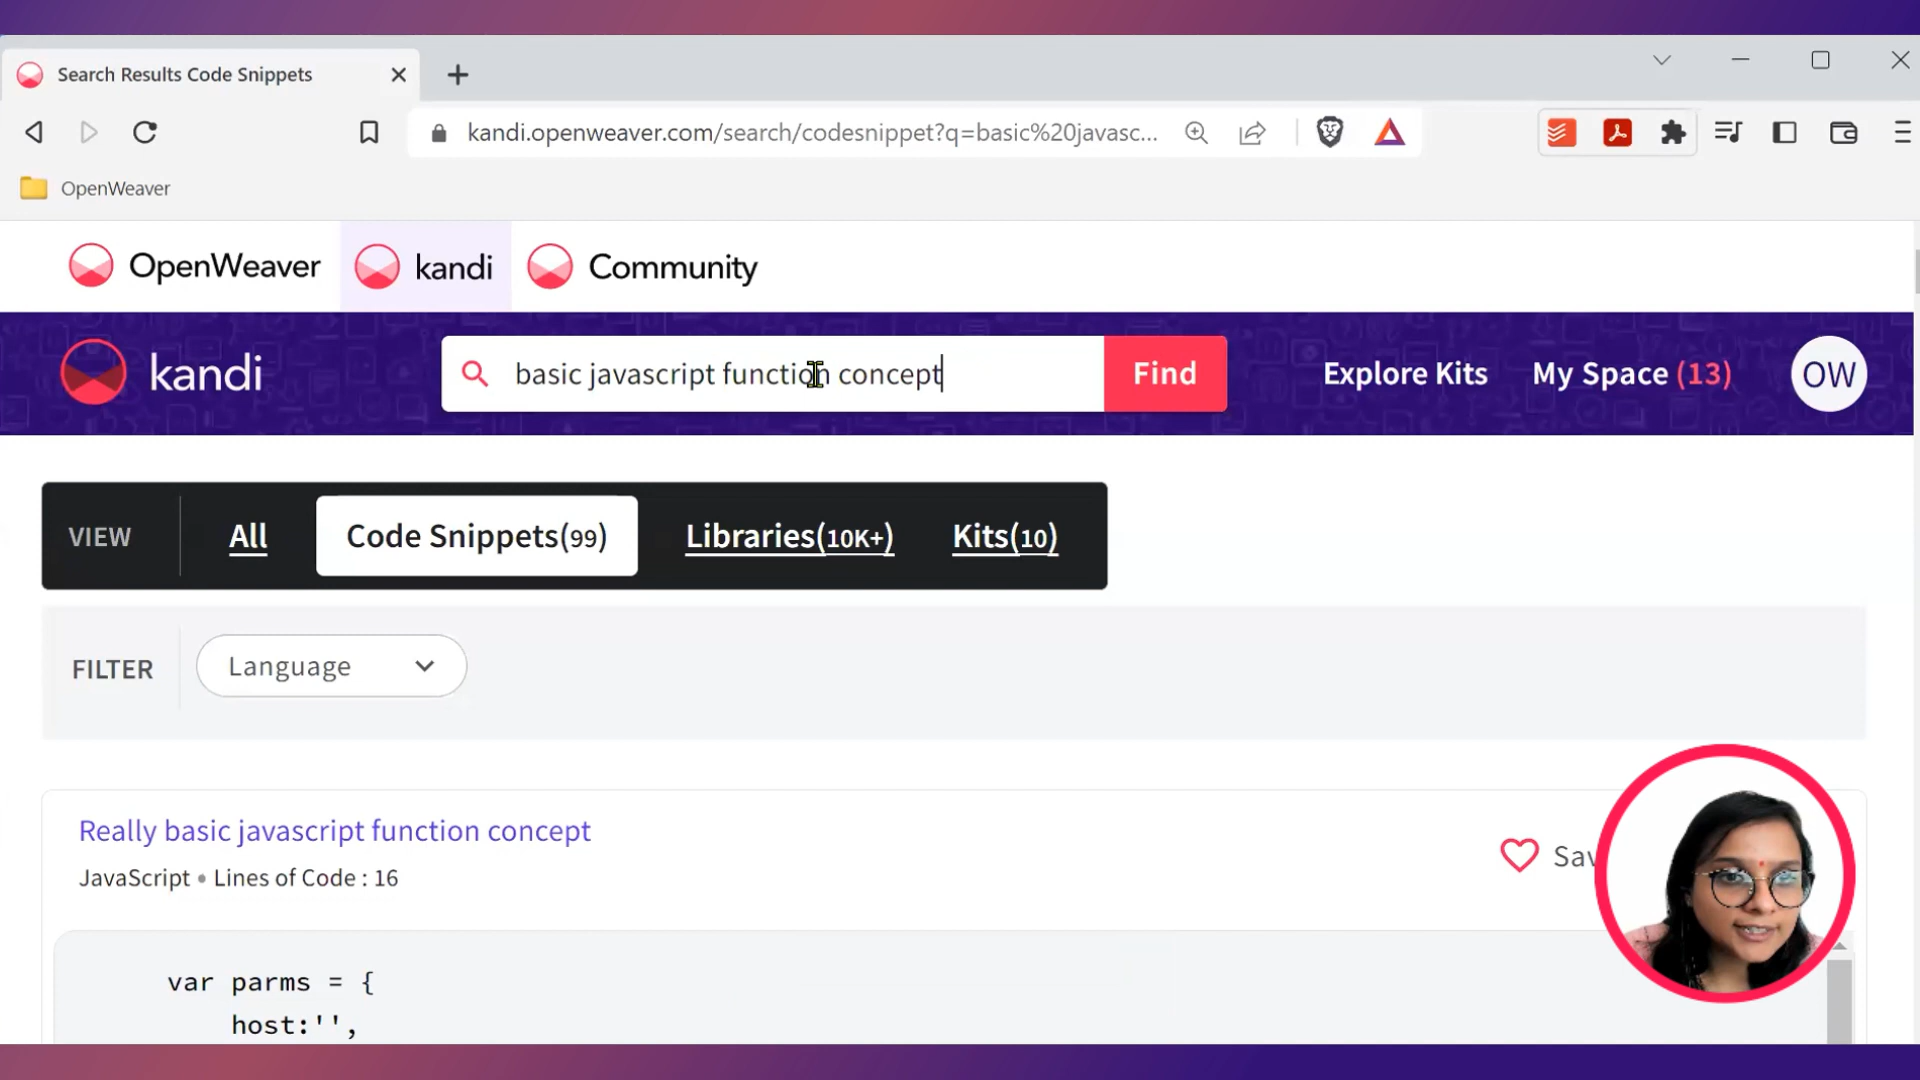 Search Results Code Snippets
kandi.openweaver.com/search/codesnippet?q=basic%20javasc...
OpenWeaver
OpenWeaver kandi Community
kandi basic javascript function concept Find Explore Kits My Space (13) OW
VIEW All Code Snippets(99) Libraries(10K+) Kits(10)
FILTER Language
Really basic javascript function concept
JavaScript • Lines of Code : 16
Sav
var parms = {
host:'',